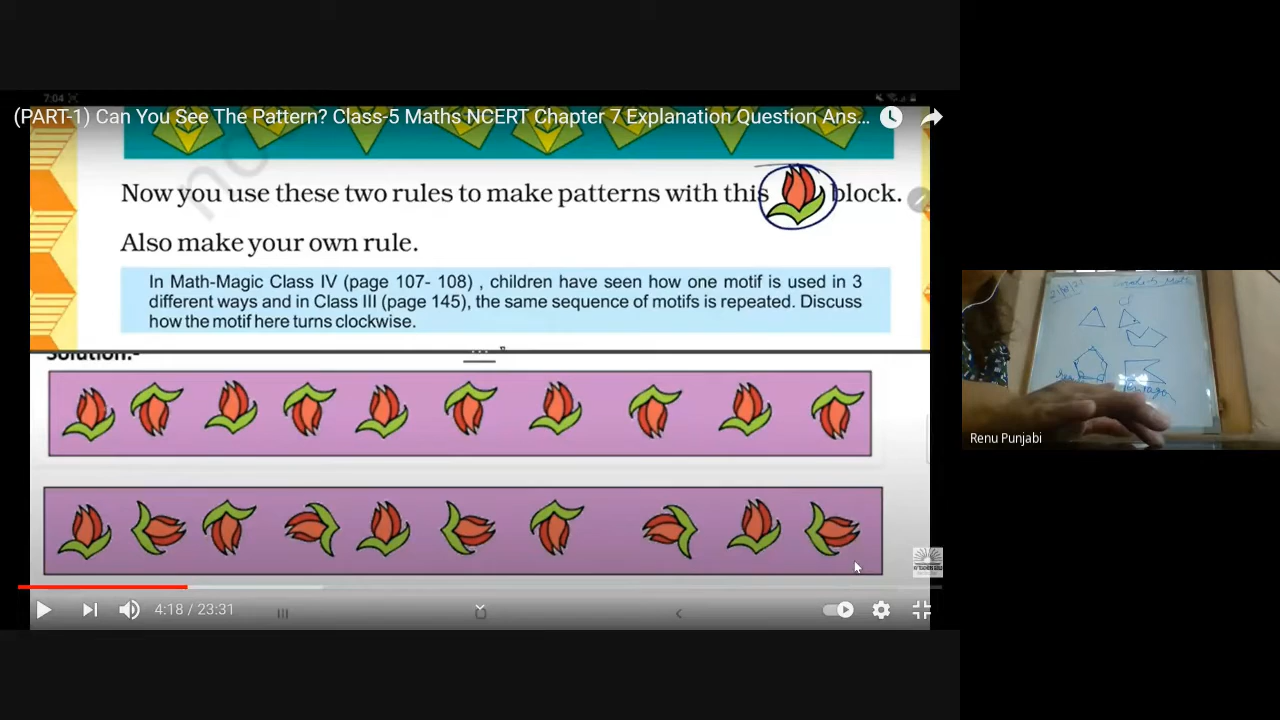 7:04
(PART-1) Can You See The Pattern? Class-5 Maths NCERT Chapter 7 Explanation Question Ans...
Now you use these two rules to make patterns with this block.
Also make your own rule.
In Math-Magic Class IV (page 107- 108) , children have seen how one motif is used in 3
different ways and in Class III (page 145), the same sequence of motifs is repeated. Discuss
how the motif here turns clockwise.
Solution:-
4:18 / 23:31
Renu Punjabi